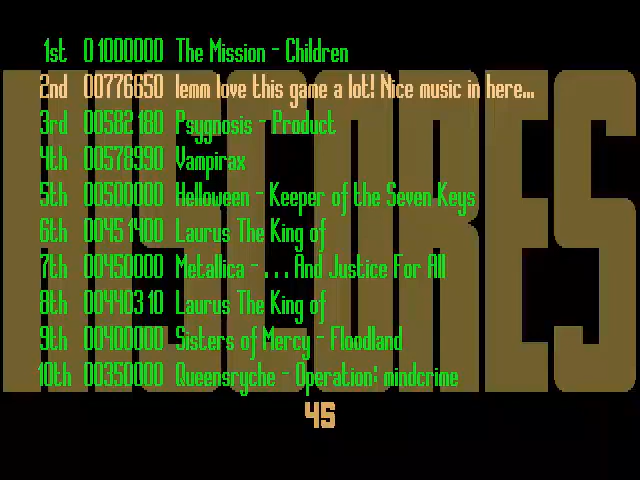 HISCORES
1st 01000000 The Mission - Children
2nd 00776650 lemm love this game a lot! Nice music in here...
3rd 00582180 Psygnosis - Product
4th 00578990 Vampirax
5th 00500000 Helloween - Keeper of the Seven Keys
6th 00451400 Laurus The King of
7th 00450000 Metallica - . . . And Justice For All
8th 00440310 Laurus The King of
9th 00400000 Sisters of Mercy - Floodland
10th 00350000 Queensryche - Operation: mindcrime
45